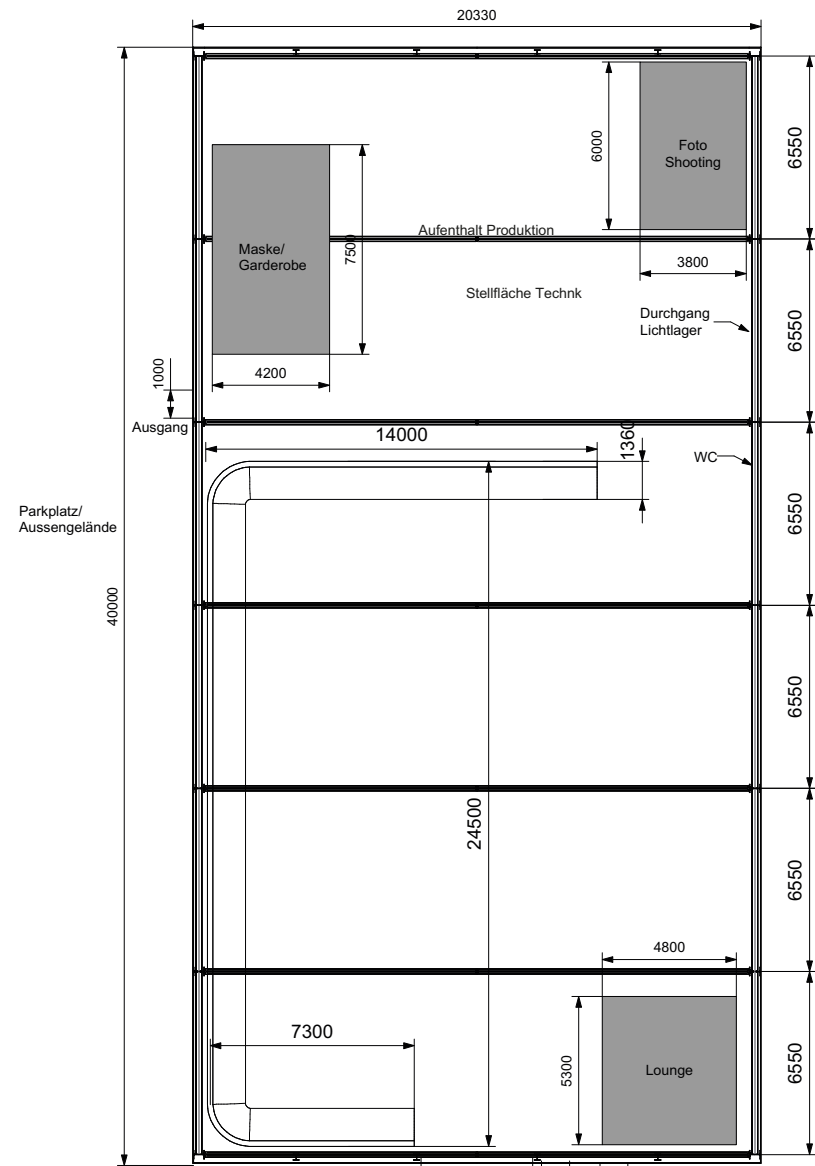 20330
6000
Foto
Shooting
6550
Maske/
Garderobe
7500
Aufenthalt Produktion
3800
Stellfläche Technk
Durchgang
Lichtlager
6550
1000
4200
Ausgang
14000
1360
WC
6550
Parkplatz/
Aussengelände
40000
6550
24500
6550
4800
7300
5300
Lounge
6550